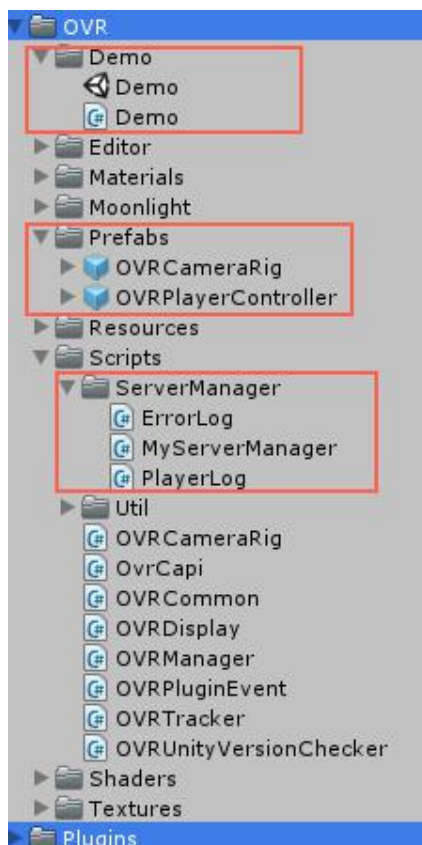 OVR
Demo
Demo
Demo
Editor
Materials
Moonlight
Prefabs
OVRCameraRig
OVRPlayerController
Resources
Scripts
ServerManager
ErrorLog
MyServerManager
PlayerLog
Util
OVRCameraRig
OvrCapi
OVRCommon
OVRDisplay
OVRManager
OVRPluginEvent
OVRTracker
OVRUnityVersionChecker
Shaders
Textures
Plugins